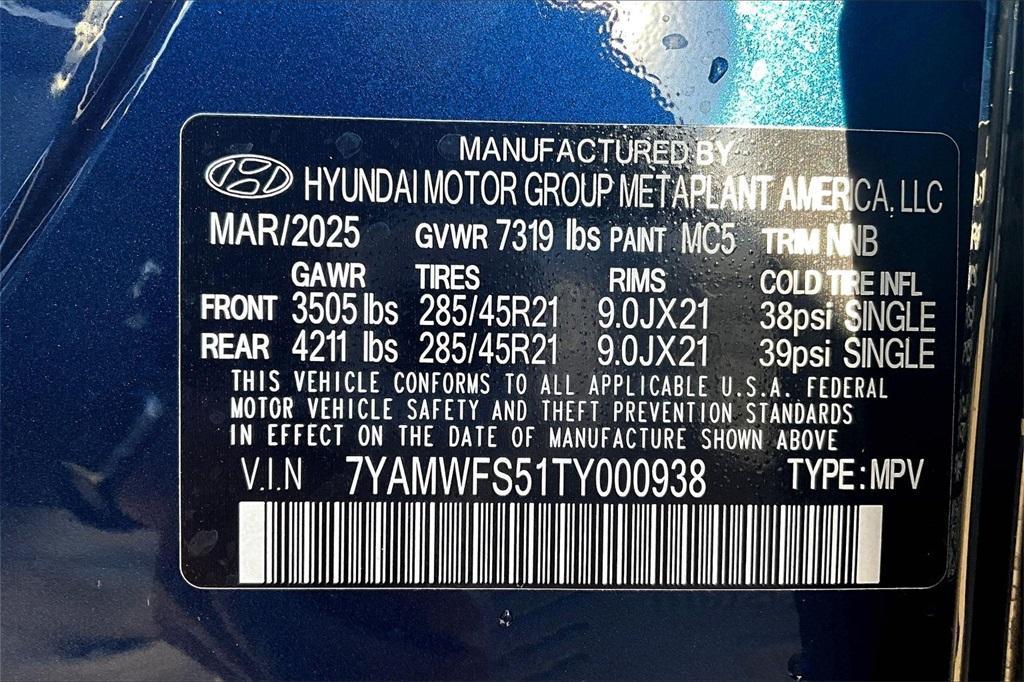 MANUFACTURED BY
HYUNDAI MOTOR GROUP METAPLANT AMERICA, LLC
MAR/2025 GVWR 7319 lbs PAINT MC5 TRIM NNB
GAWR TIRES RIMS COLD TIRE INFL
FRONT 3505 lbs 285/45R21 9.0JX21 38psi SINGLE
REAR 4211 lbs 285/45R21 9.0JX21 39psi SINGLE
THIS VEHICLE CONFORMS TO ALL APPLICABLE U.S.A. FEDERAL
MOTOR VEHICLE SAFETY AND THEFT PREVENTION STANDARDS
IN EFFECT ON THE DATE OF MANUFACTURE SHOWN ABOVE
V.I.N 7YAMWFS51TY000938 TYPE: MPV